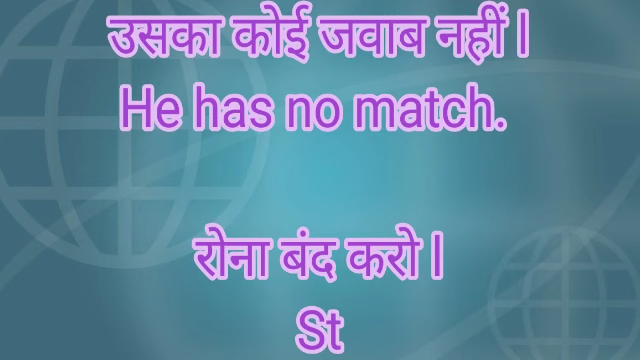 उसका कोई जवाब नहीं ।
He has no match.
रोना बंद करो ।
St